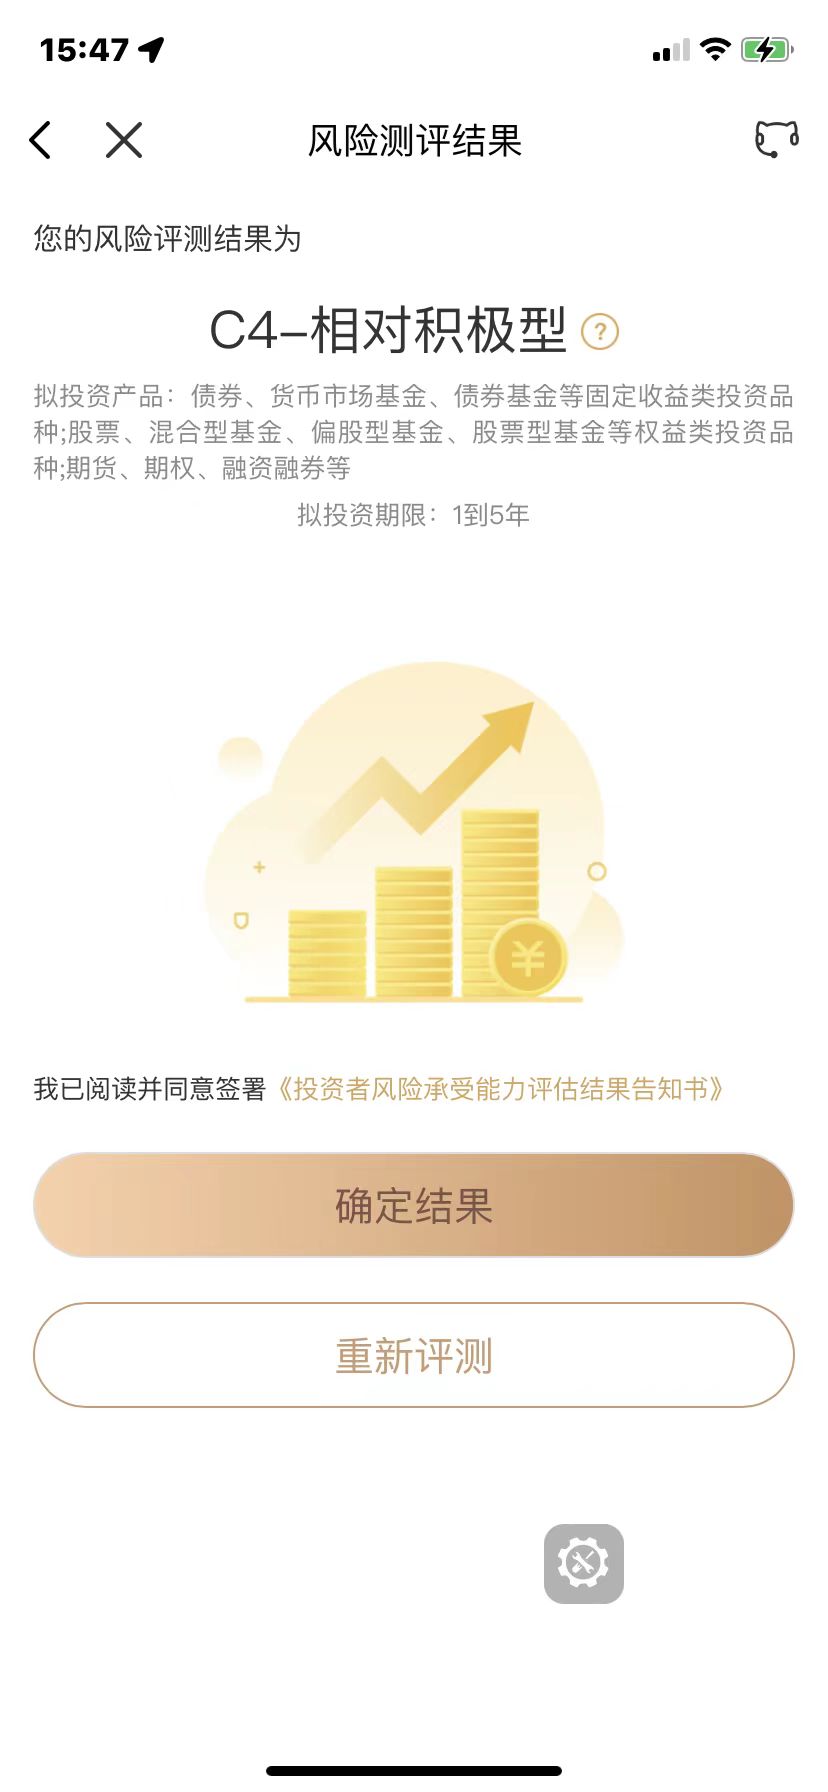 15:47
风险测评结果
您的风险评测结果为
C4-相对积极型 ?
拟投资产品：债券、货币市场基金、债券基金等固定收益类投资品
种;股票、混合型基金、偏股型基金、股票型基金等权益类投资品
种;期货、期权、融资融券等
拟投资期限：1到5年
¥
我已阅读并同意签署《投资者风险承受能力评估结果告知书》
确定结果
重新评测